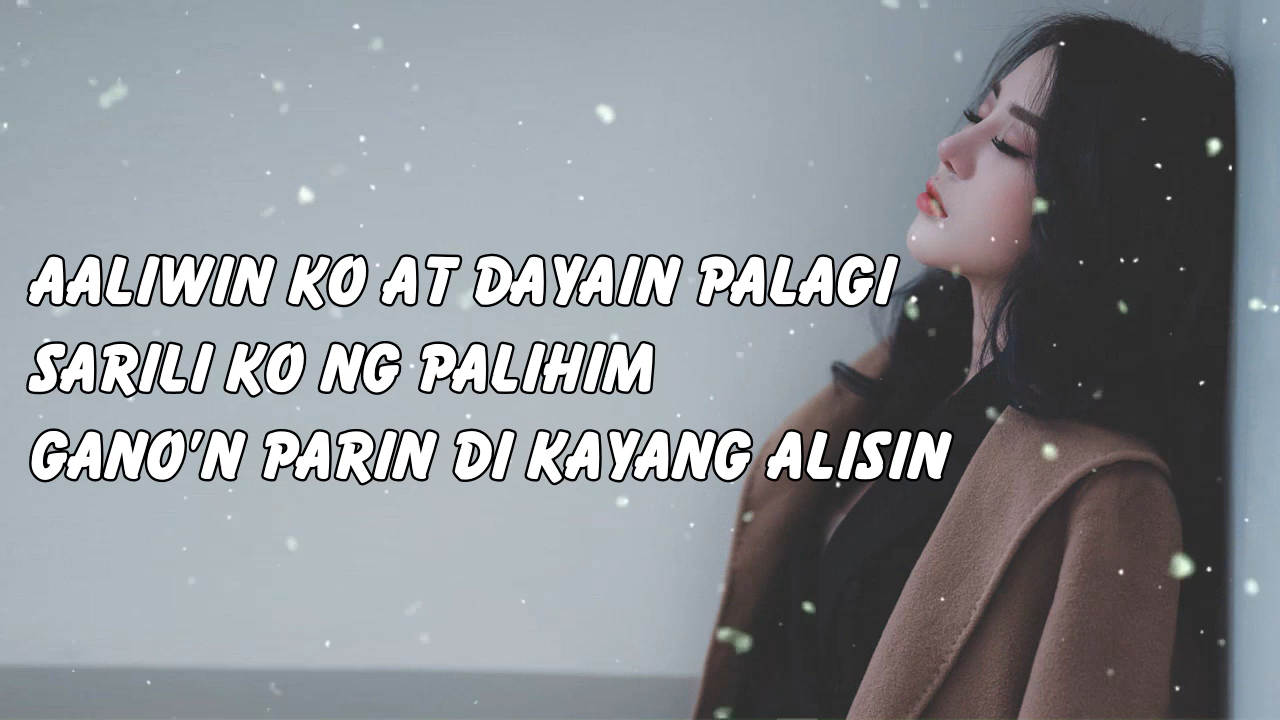 AALIWIN KO AT DAYAIN PALAGI
SARILI KO NG PALIHIM
GANO'N PARIN DI KAYANG ALISIN